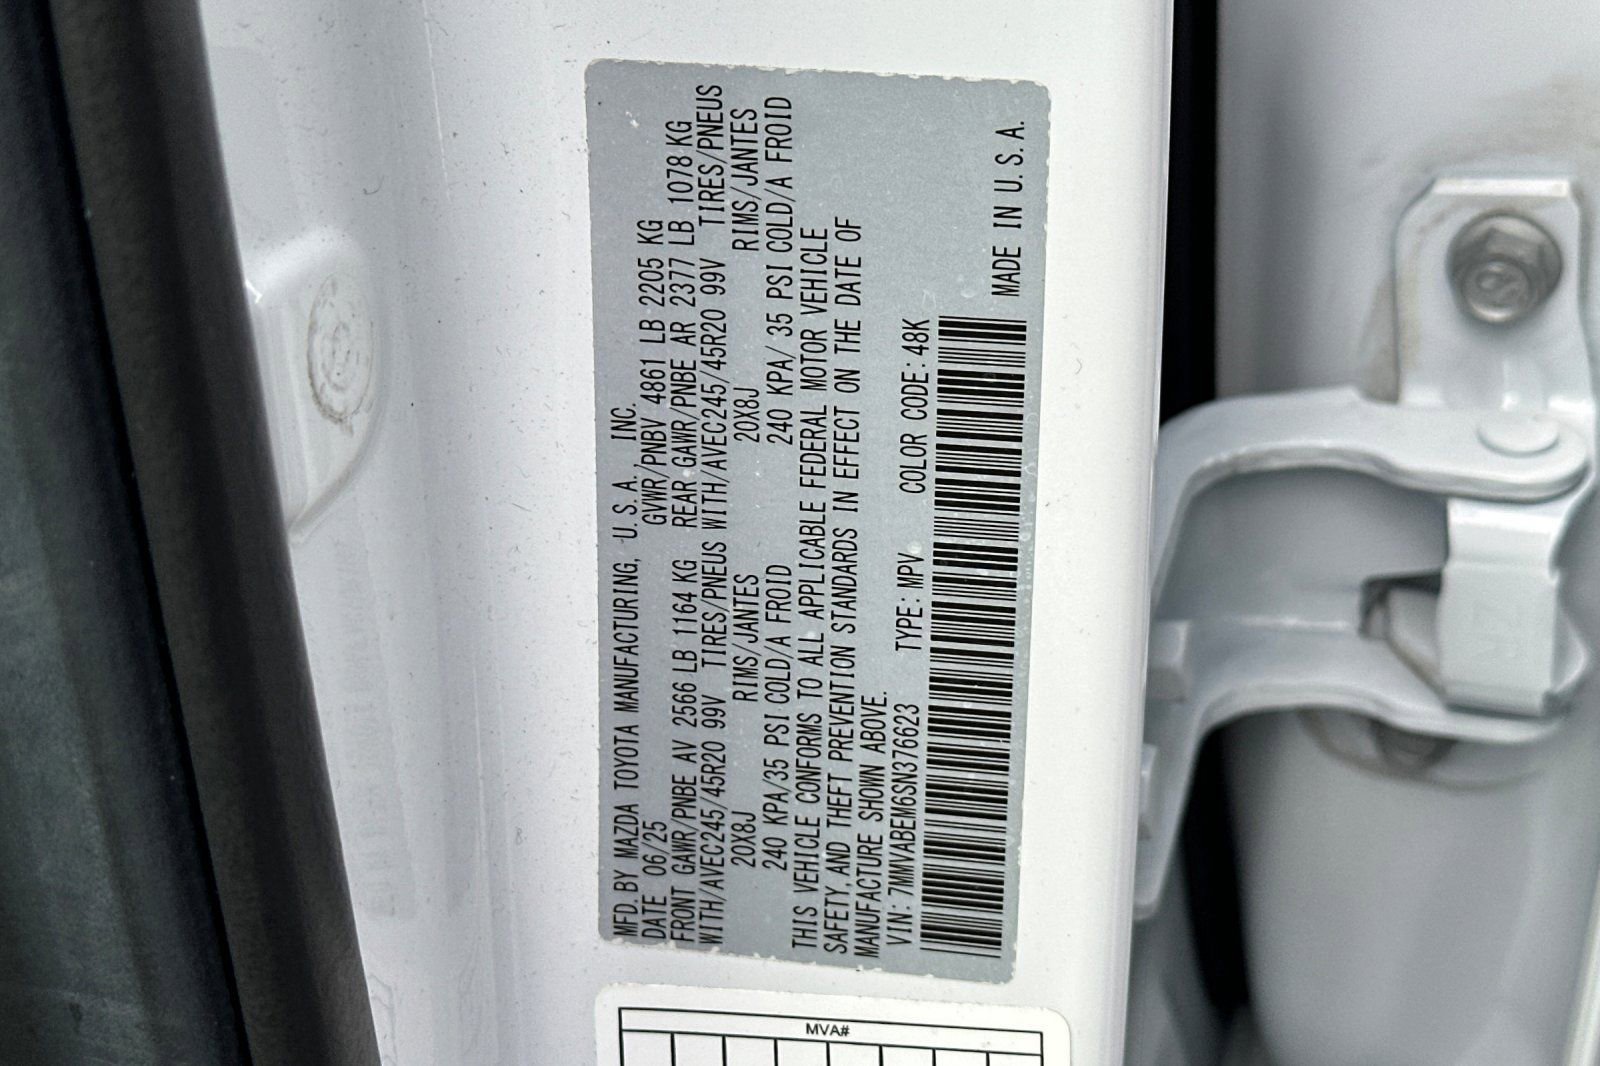 MFD. BY MAZDA TOYOTA MANUFACTURING, U. S. A. INC.
DATE 06/25 GVWR/PNBV 4861 LB 2205 KG
FRONT GAWR/PNBE AV 2566 LB 1164 KG REAR GAWR/PNBE AR 2377 LB 1078 KG
WITH/AVEC245/45R20 99V TIRES/PNEUS WITH/AVEC245/45R20 99V TIRES/PNEUS
20X8J RIMS/JANTES 20X8J RIMS/JANTES
240 KPA/35 PSI COLD/A FROID 240 KPA/ 35 PSI COLD/A FROID
THIS VEHICLE CONFORMS TO ALL APPLICABLE FEDERAL MOTOR VEHICLE
SAFETY, AND THEFT PREVENTION STANDARDS IN EFFECT ON THE DATE OF
MANUFACTURE SHOWN ABOVE.
VIN: 7MMVABEM6SN376623 TYPE: MPV COLOR CODE: 48K
MADE IN U. S. A.
MVA#